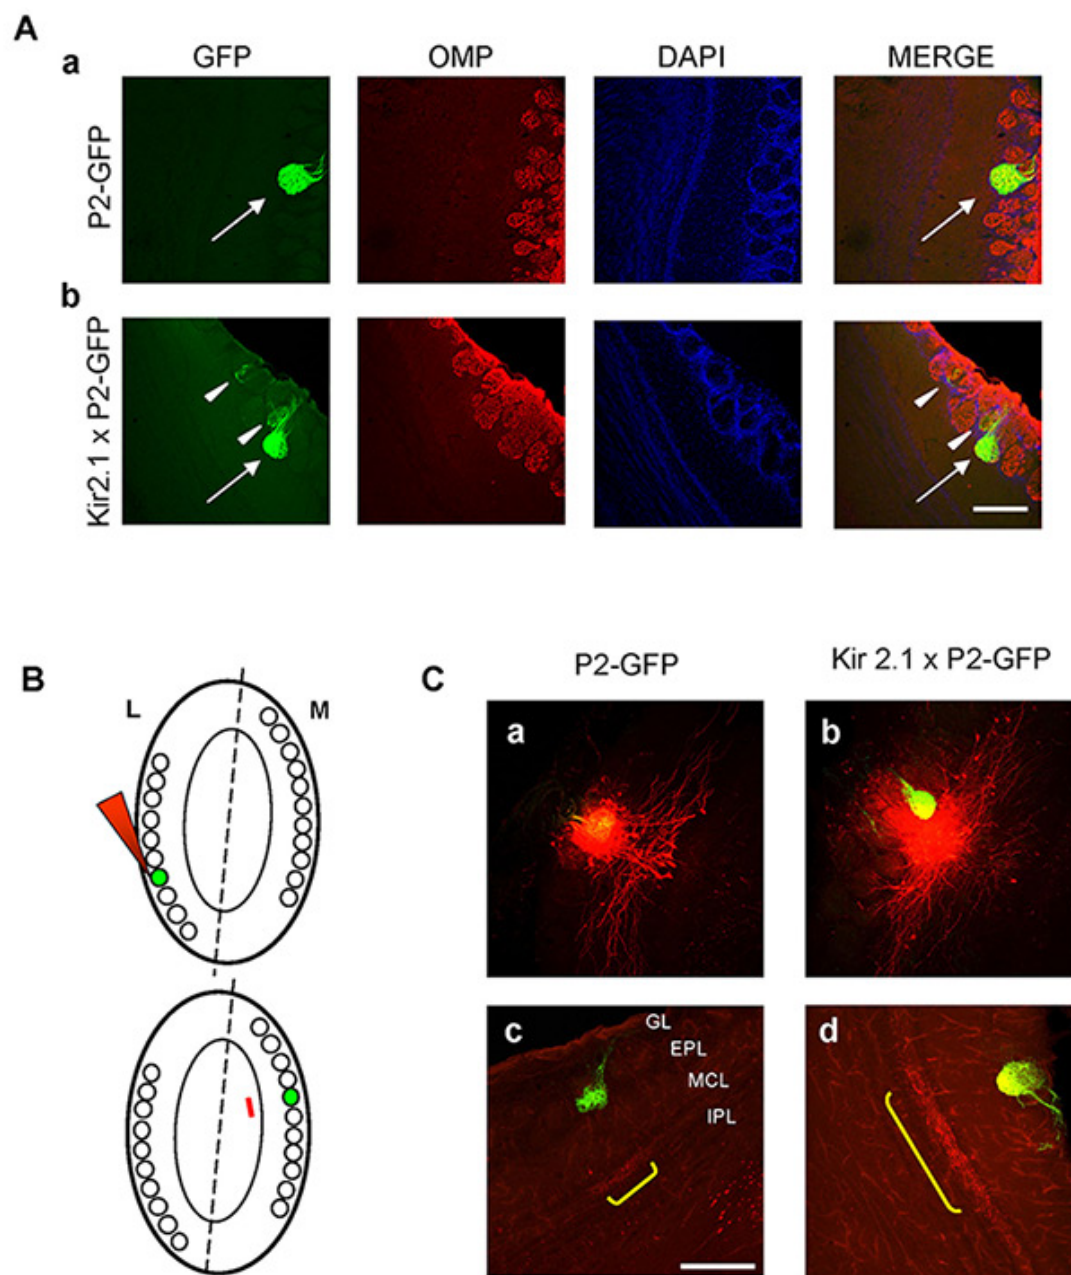 A
GFP OMP DAPI MERGE
a
P2-GFP
b
Kir2.1 x P2-GFP
B
L M
C
P2-GFP Kir 2.1 x P2-GFP
a b
c GL
EPL
MCL
IPL
d